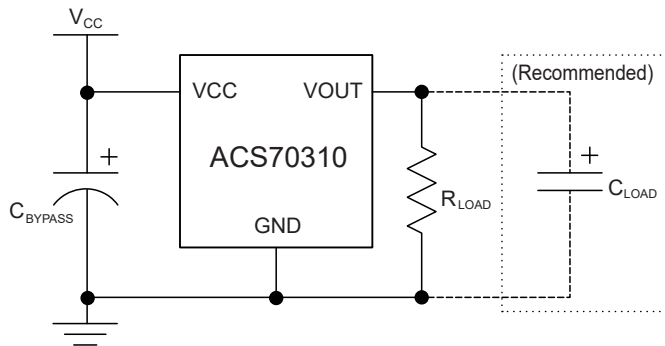 VCC
(Recommended)
VCC
VOUT
ACS70310
+
+
CBYPASS
RLOAD
CLOAD
GND